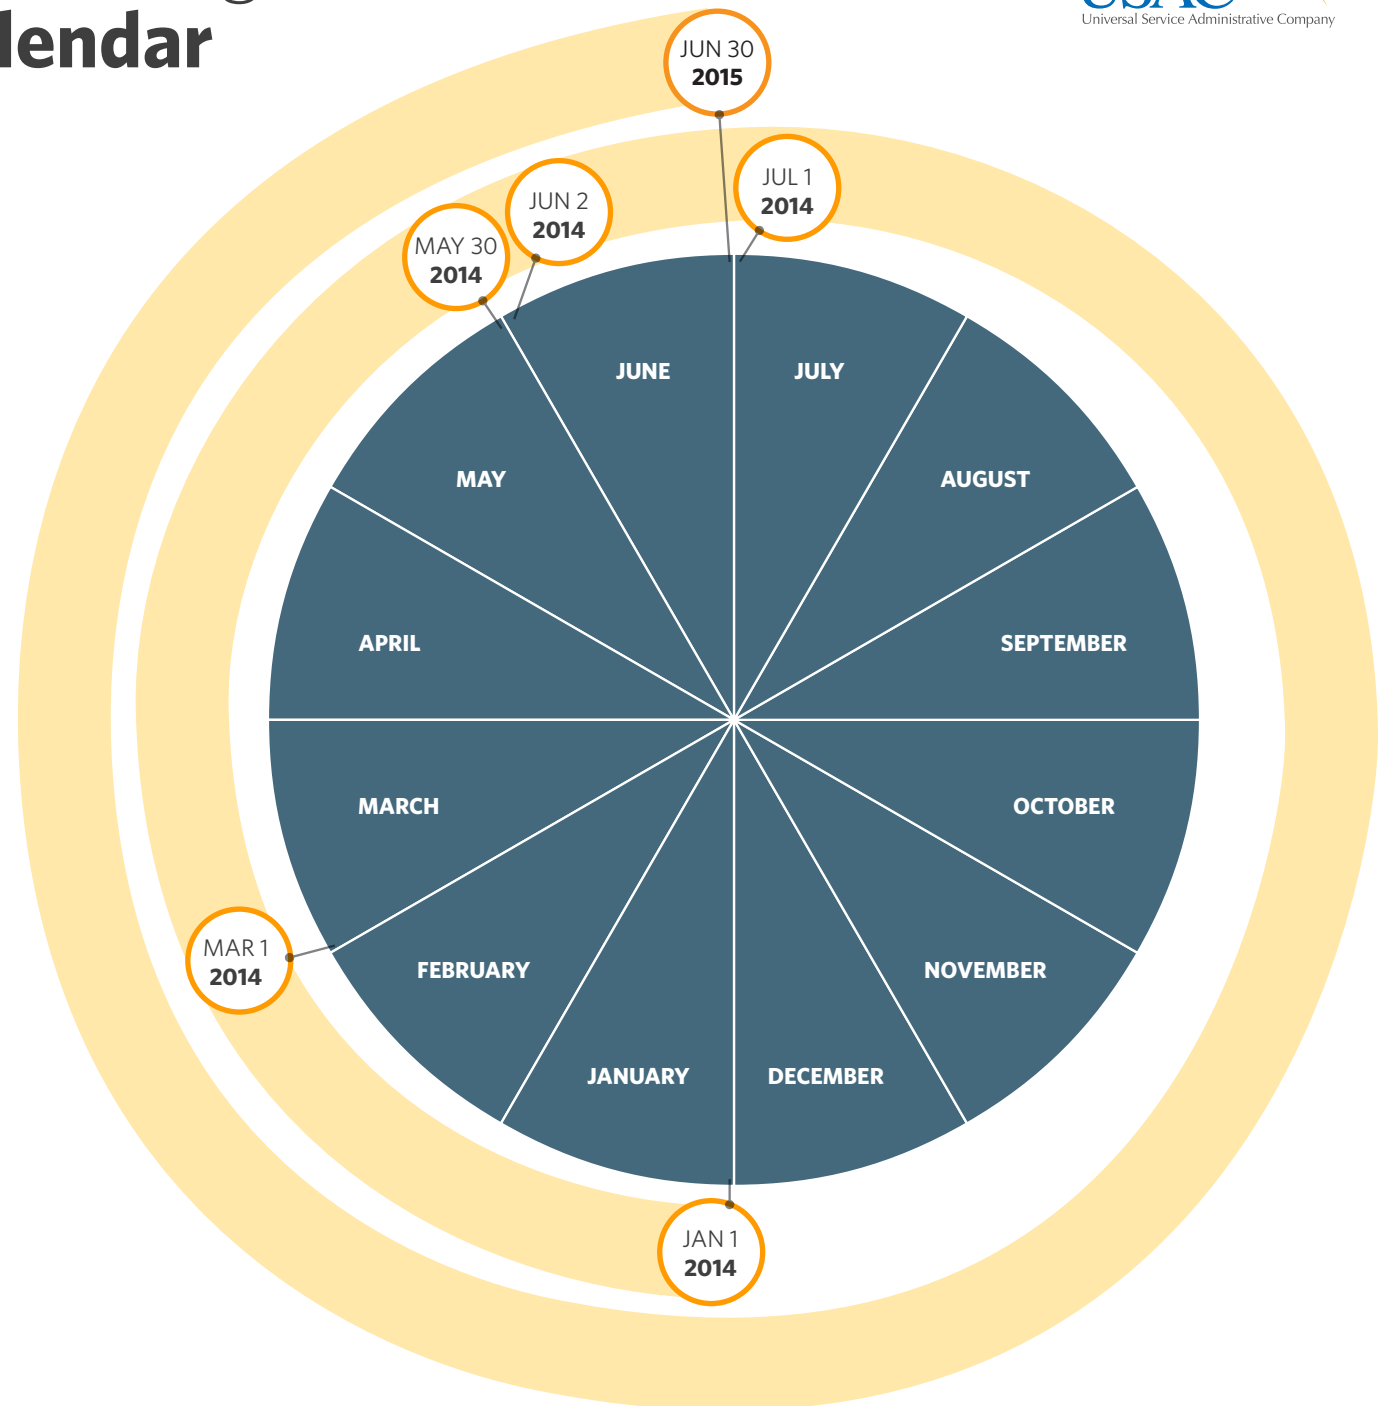 lendar
USAC
Universal Service Administrative Company
JUN 30
2015
JUL 1
2014
JUN 2
2014
MAY 30
2014
JUNE
JULY
MAY
AUGUST
APRIL
SEPTEMBER
MARCH
OCTOBER
MAR 1
2014
FEBRUARY
NOVEMBER
JANUARY
DECEMBER
JAN 1
2014